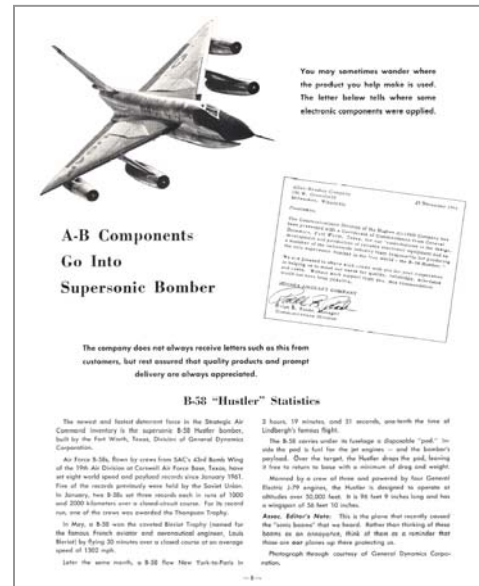 You may sometimes wonder where
the product you help make is used.
The letter below tells where some
electronic components were applied.
A-B Components
Go Into
Supersonic Bomber
Allen-Bradley Company
Milwaukee, Wisconsin
Gentlemen:
HUGHES AIRCRAFT COMPANY
The company does not always receive letters such as this from
customers, but rest assured that quality products and prompt
delivery are always appreciated.
B-58 "Hustler" Statistics
The newest and fastest deterrent force in the Strategic Air
Command inventory is the supersonic B-58 Hustler bomber,
built by the Fort Worth, Texas, Division of General Dynamics
Corporation.
Air Force B-58s, flown by crews from SAC's 43rd Bomb Wing
of the 19th Air Division at Carswell Air Force Base, Texas, have
set eight world speed and payload records since January 1961.
Five of the records previously were held by the Soviet Union.
In January, two B-58s set three records each in runs of 1000
and 2000 kilometers over a closed-circuit course. For its record
run, one of the crews was awarded the Thompson Trophy.
In May, a B-58 won the coveted Bleriot Trophy (named for
the famous French aviator and aeronautical engineer, Louis
Bleriot) by flying 30 minutes over a closed course at an average
speed of 1302 mph.
Later the same month, a B-58 flew New York-to-Paris in
3 hours, 19 minutes, and 51 seconds, one-tenth the time of
Lindbergh's famous flight.
The B-58 carries under its fuselage a disposable "pod." In-
side the pod is fuel for the jet engines — and the bomber's
payload. Over the target, the Hustler drops the pod, leaving
it free to return to base with a minimum of drag and weight.
Manned by a crew of three and powered by four General
Electric J-79 engines, the Hustler is designed to operate at
altitudes over 50,000 feet. It is 96 feet 9 inches long and has
a wingspan of 56 feet 10 inches.
Assoc. Editor's Note: This is the plane that recently caused
the "sonic booms" that we heard. Rather than thinking of these
booms as an annoyance, think of them as a reminder that
those are our planes up there protecting us.
Photograph through courtesy of General Dynamics Corpo-
ration.